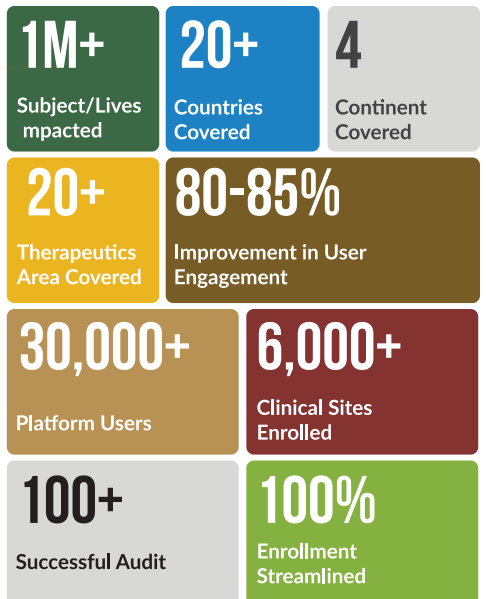 1M+
Subject/Lives
mpacted
20+
Countries
Covered
4
Continent
Covered
20+
Therapeutics
Area Covered
80-85%
Improvement in User
Engagement
30,000+
Platform Users
6,000+
Clinical Sites
Enrolled
100+
Successful Audit
100%
Enrollment
Streamlined